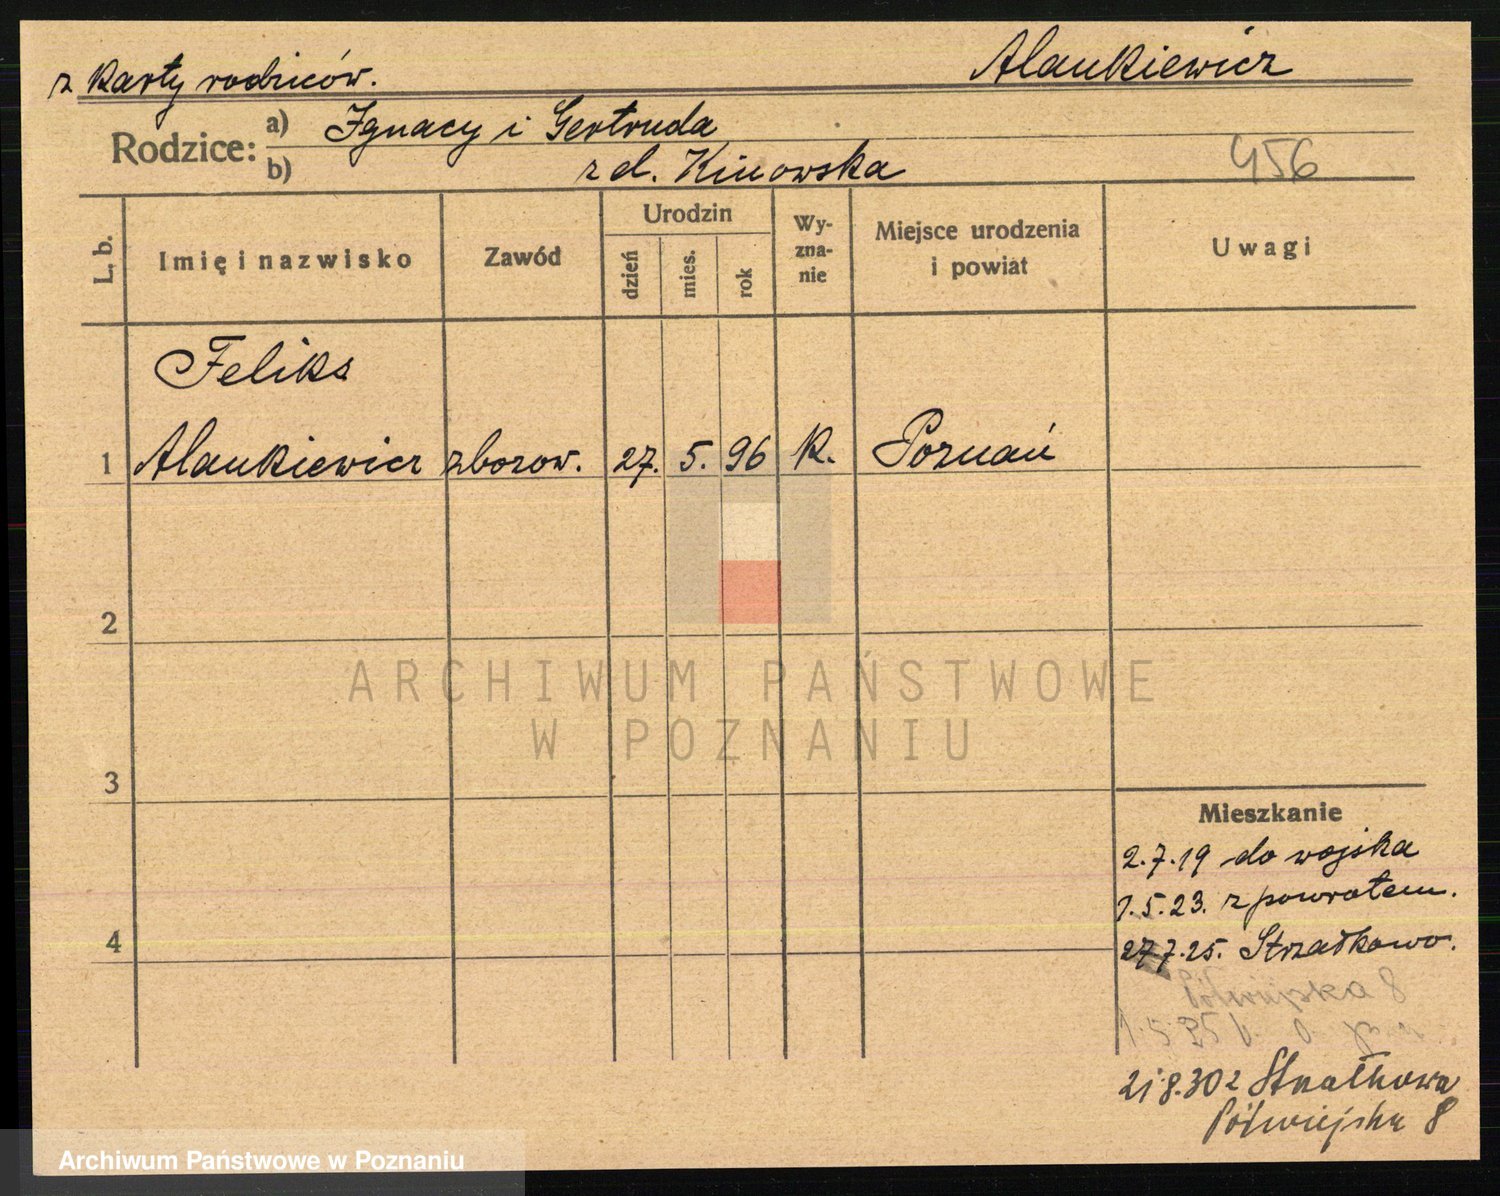 z karty rodziców.
Alankiewicz
Rodzice: a) Ignacy i Gertruda
b) z d. Kinowska
456
L. b.
Imię i nazwisko
Zawód
Urodzin
dzień
mies.
rok
Wy-
zna-
nie
Miejsce urodzenia
i powiat
Uwagi
Feliks
1 Alankiewicz zborow. 27. 5. 96 K. Poznań
2
3
4
ARCHIWUM PAŃSTWOWE
W POZNANIU
Mieszkanie
2.7.19 do wojska
1.5.23. z powrotem.
27.7.25. Strzałkowo.
Półwiejska 8
21 8.30 z Strzałkowa
Półwiejska 8
Archiwum Państwowe w Poznaniu